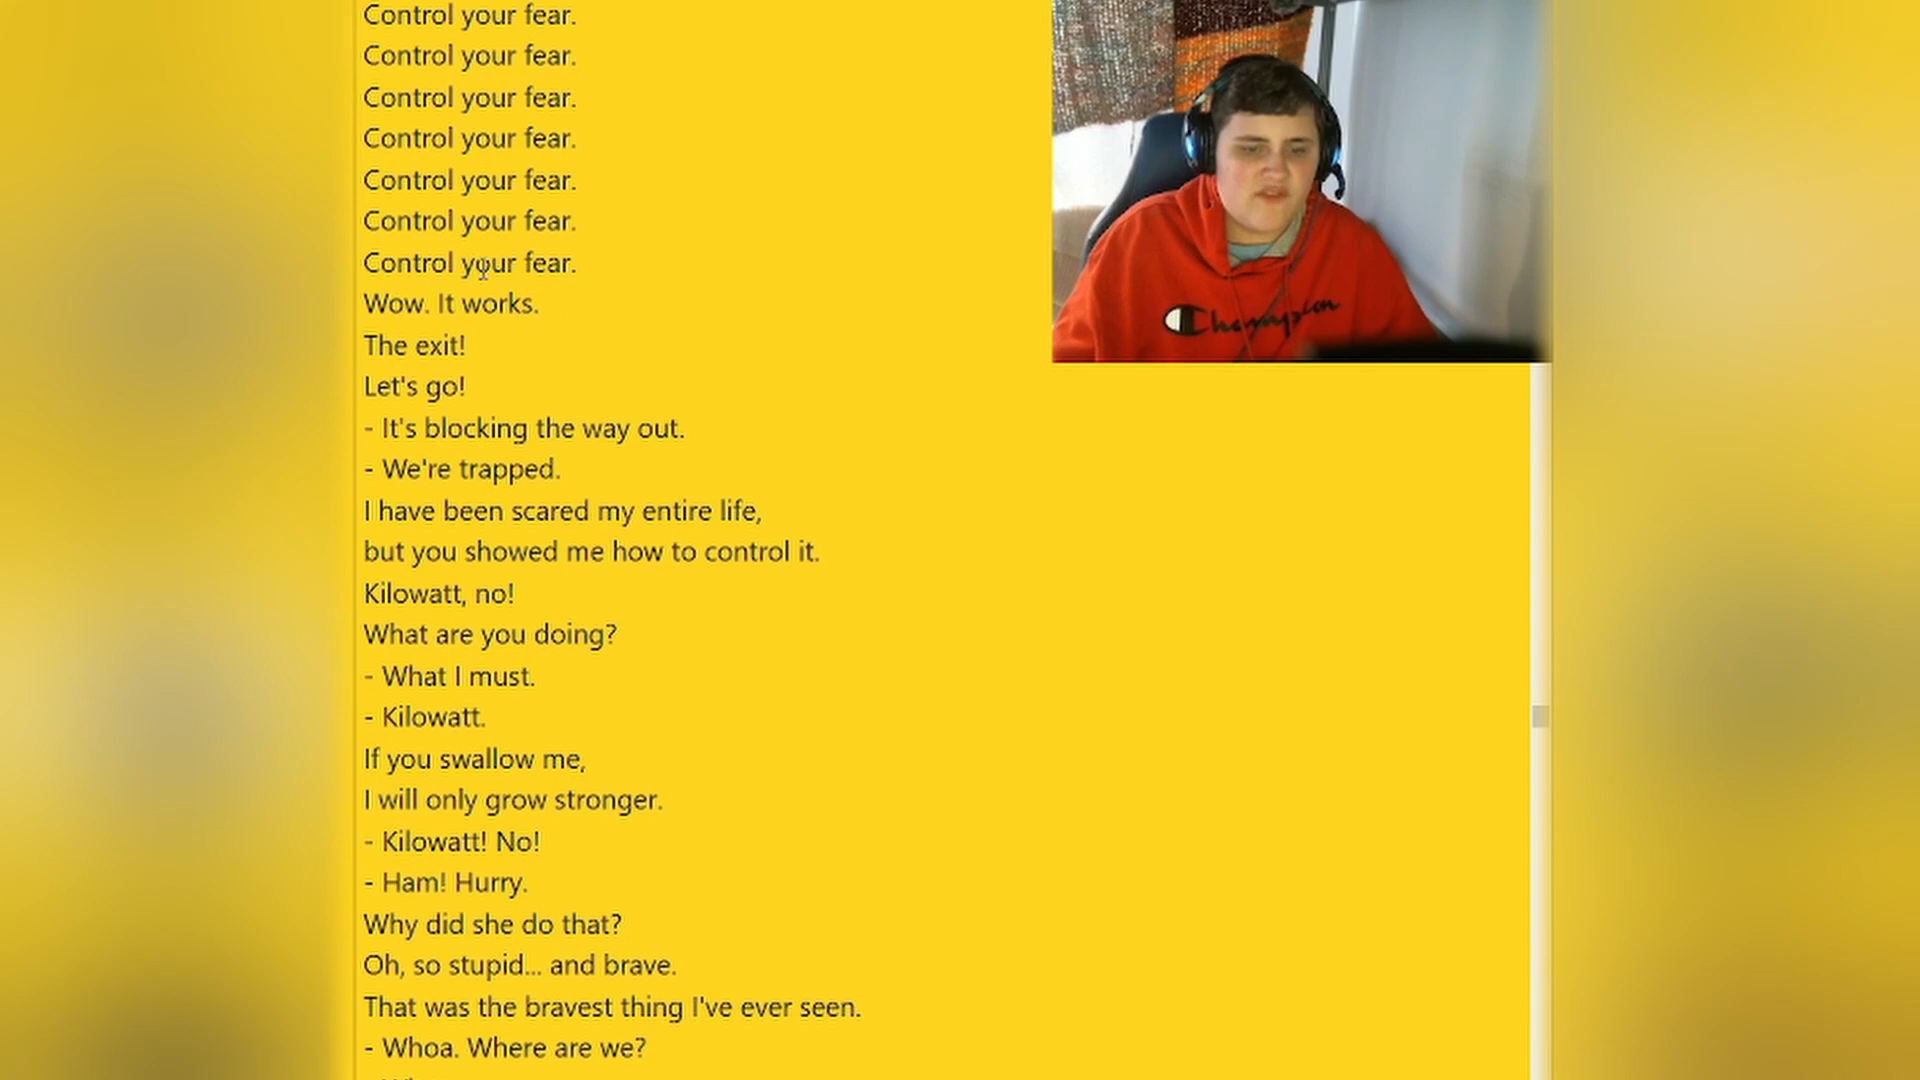 Control your fear.
Control your fear.
Control your fear.
Control your fear.
Control your fear.
Control your fear.
Control your fear.
Wow. It works.
The exit!
Let's go!
- It's blocking the way out.
- We're trapped.
I have been scared my entire life,
but you showed me how to control it.
Kilowatt, no!
What are you doing?
- What I must.
- Kilowatt.
If you swallow me,
I will only grow stronger.
- Kilowatt! No!
- Ham! Hurry.
Why did she do that?
Oh, so stupid... and brave.
That was the bravest thing I've ever seen.
- Whoa. Where are we?
Champion